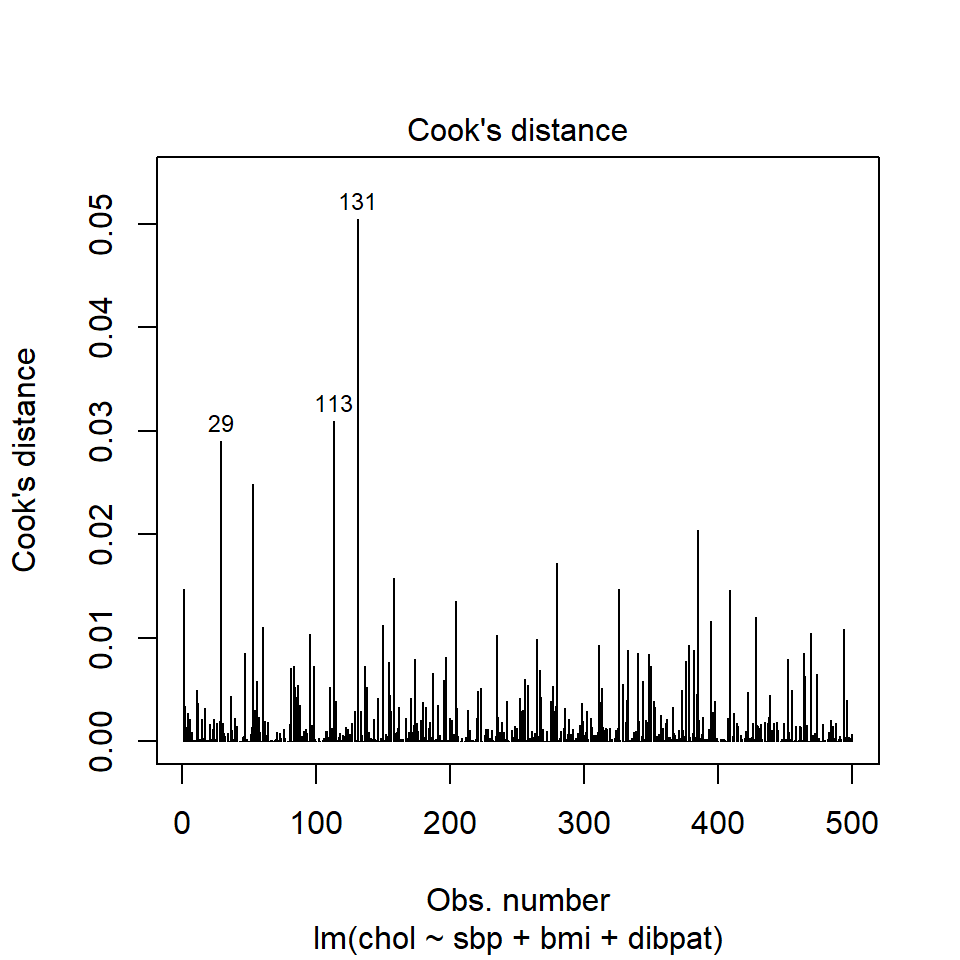 Cook's distance
131
113
29
Cook's distance
0.05
0.04
0.03
0.02
0.01
0.00
0 100 200 300 400 500
Obs. number
lm(chol ~ sbp + bmi + dibpat)